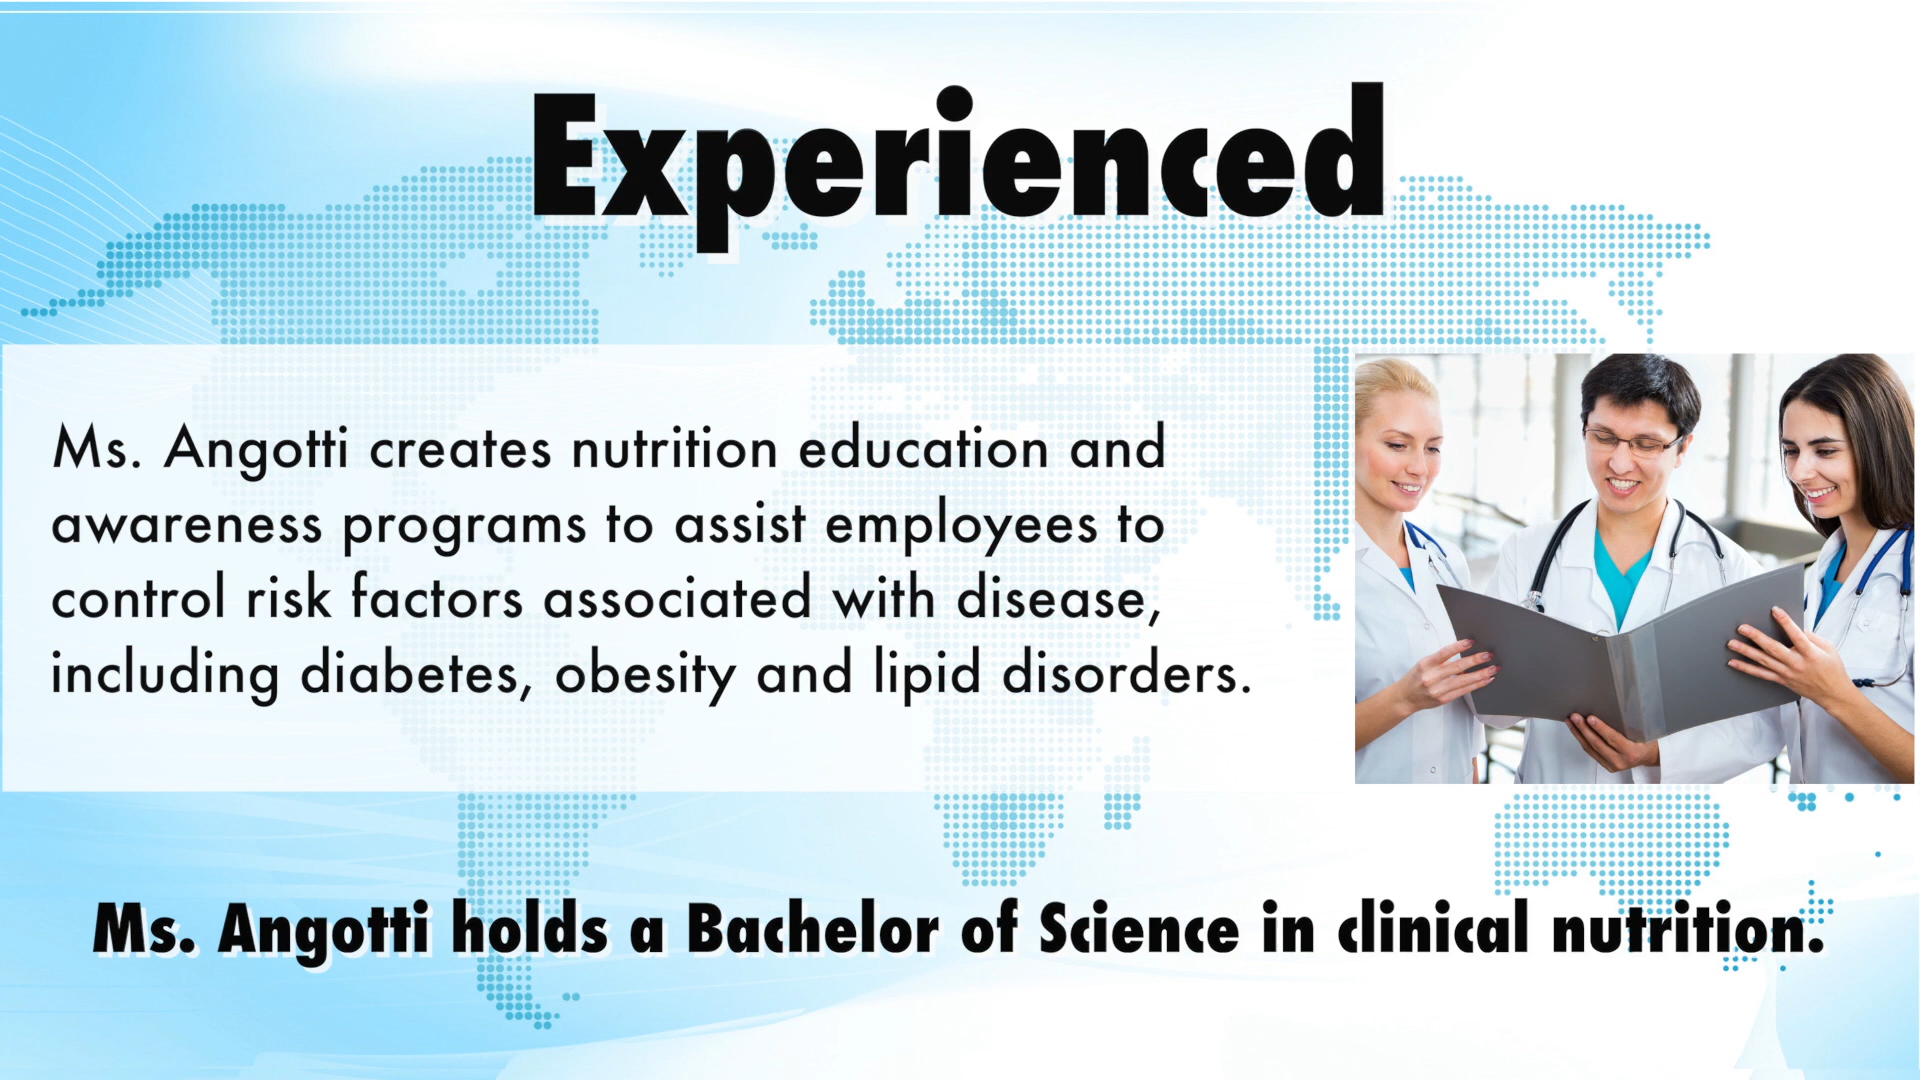 Experienced
Ms. Angotti creates nutrition education and
awareness programs to assist employees to
control risk factors associated with disease,
including diabetes, obesity and lipid disorders.
Ms. Angotti holds a Bachelor of Science in clinical nutrition.